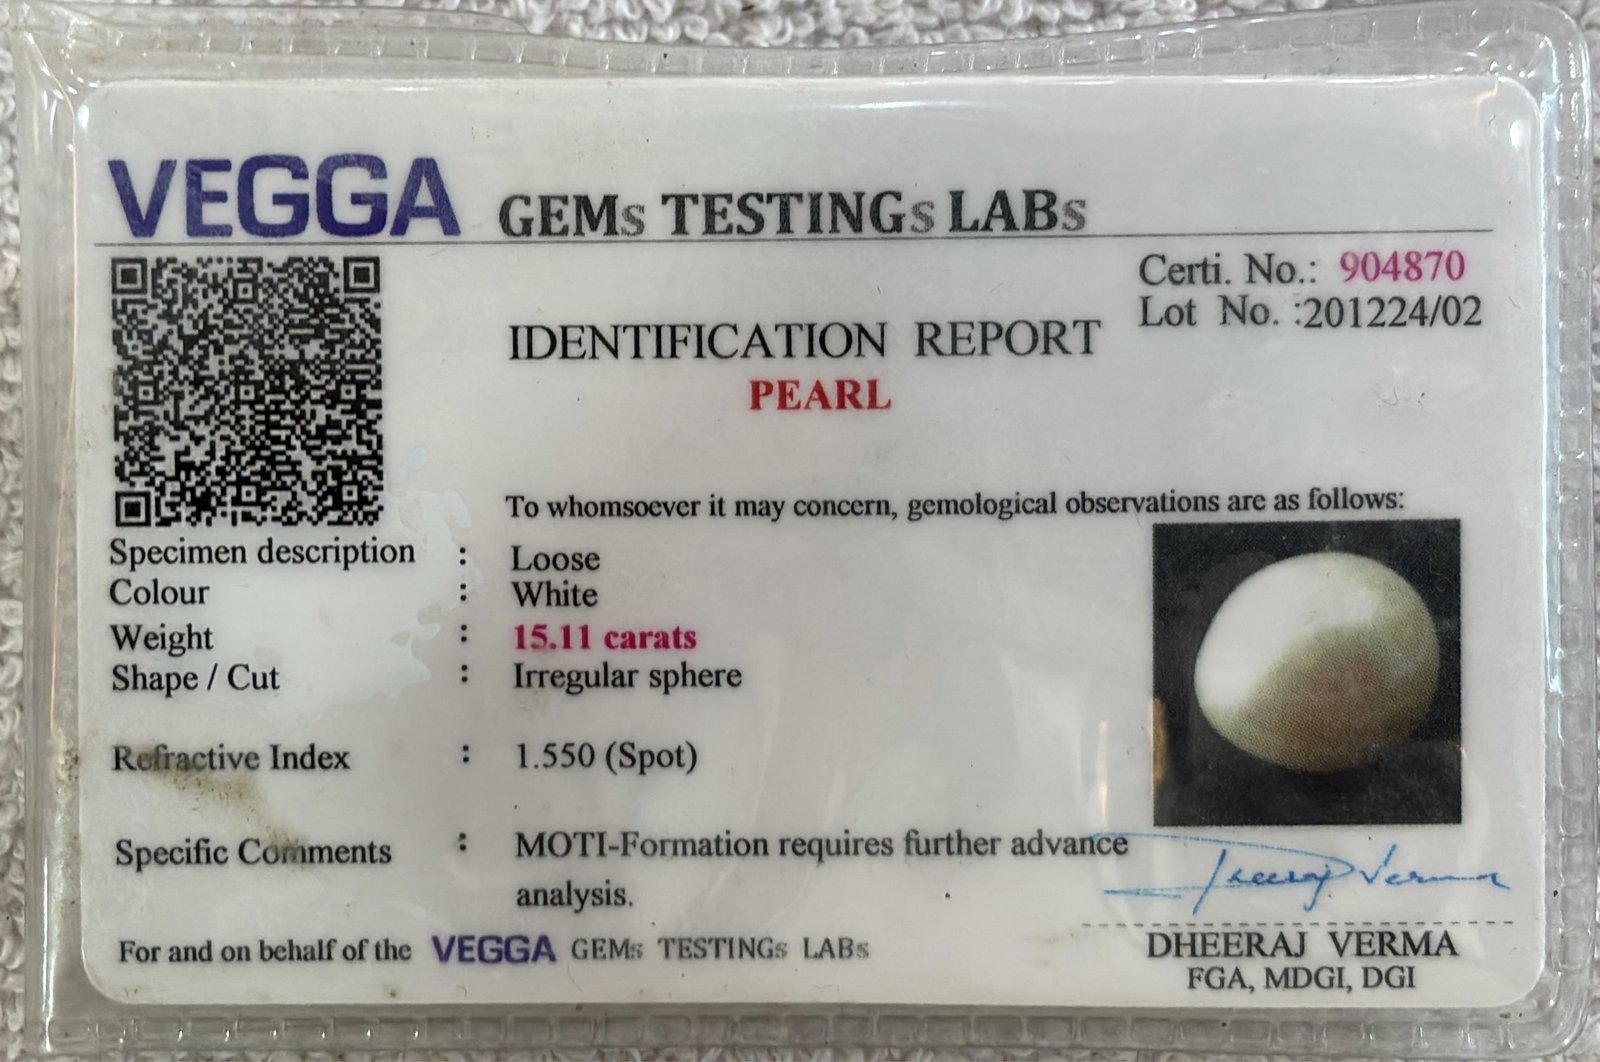 VEGGA GEMs TESTINGs LABs
Certi. No.: 904870
Lot No. :201224/02
IDENTIFICATION REPORT
PEARL
To whomsoever it may concern, gemological observations are as follows:
Specimen description : Loose
Colour : White
Weight : 15.11 carats
Shape / Cut : Irregular sphere
Refractive Index : 1.550 (Spot)
Specific Comments : MOTI-Formation requires further advance
analysis.
Dheeraj Verma
For and on behalf of the VEGGA GEMs TESTINGs LABs
DHEERAJ VERMA
FGA, MDGI, DGI